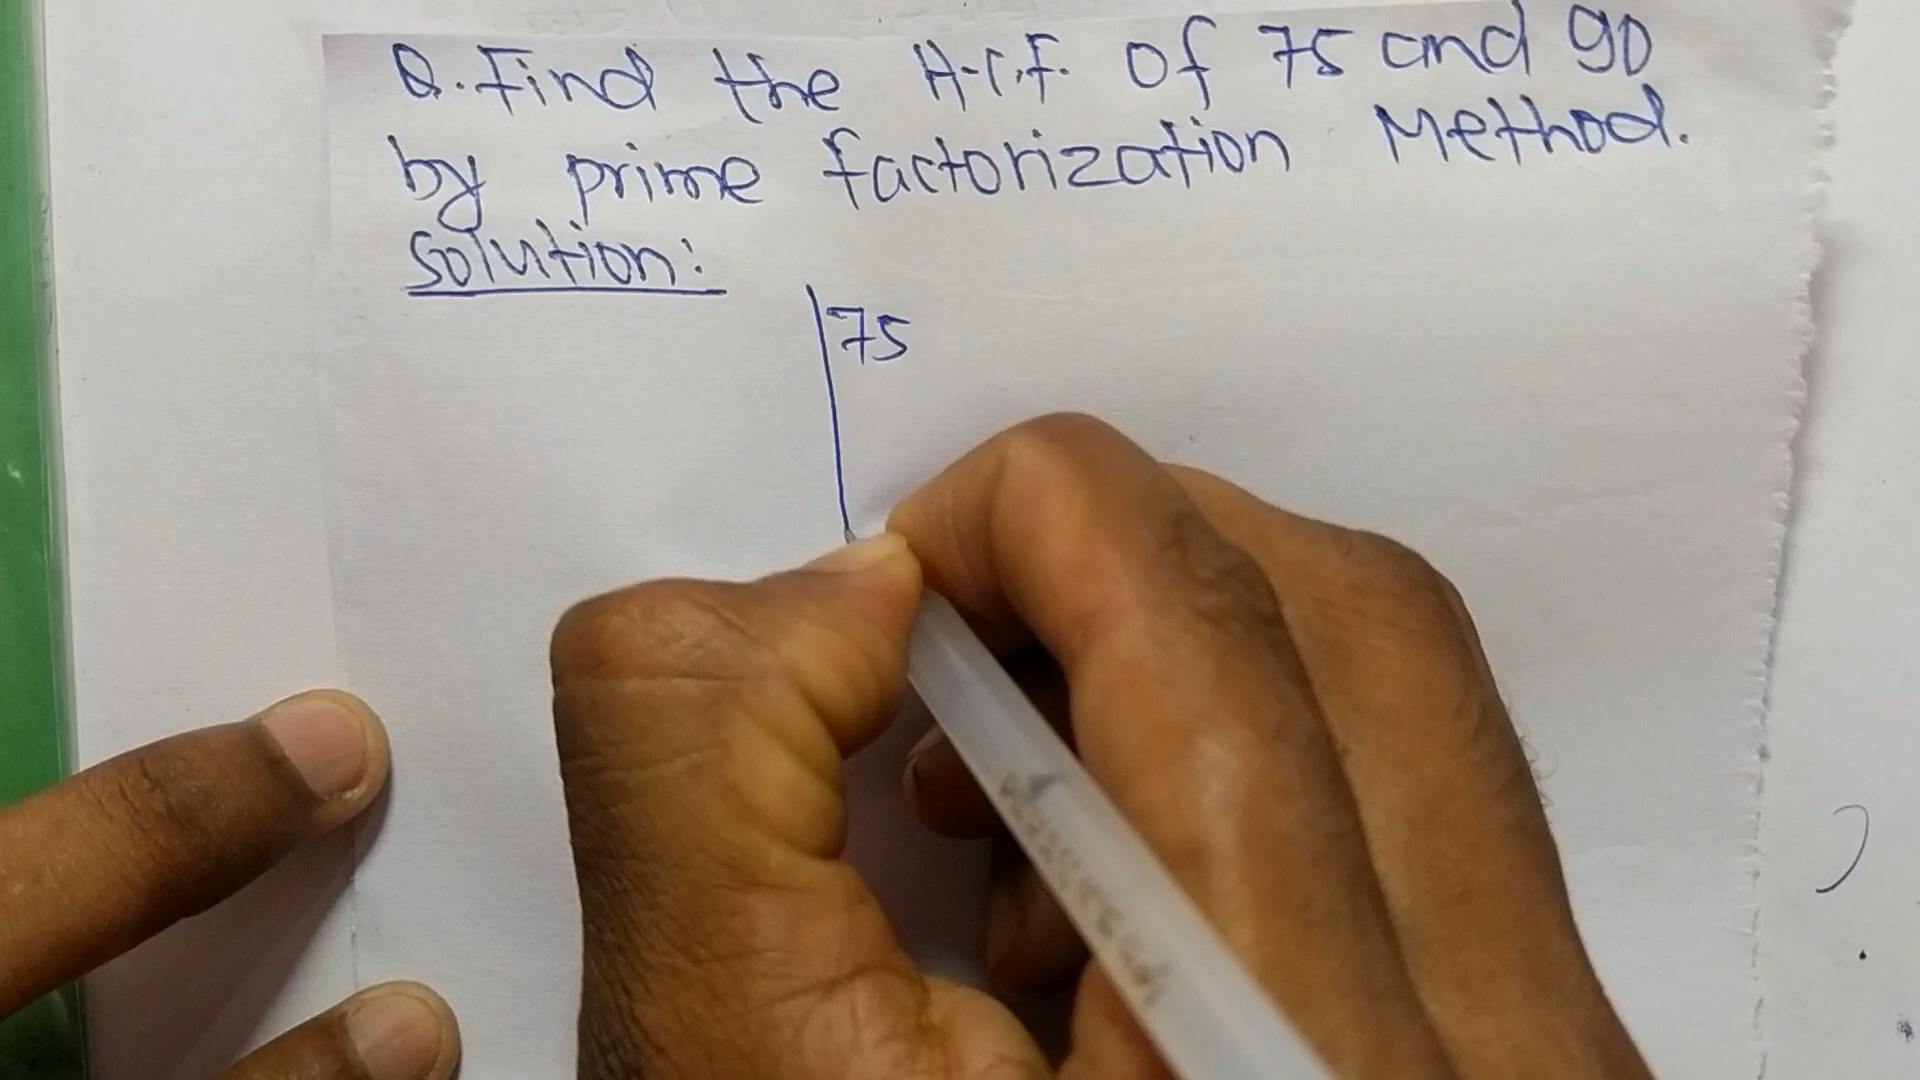 Q. Find the H.C.F. of 75 and 90
by prime factorization Method.
Solution:
75